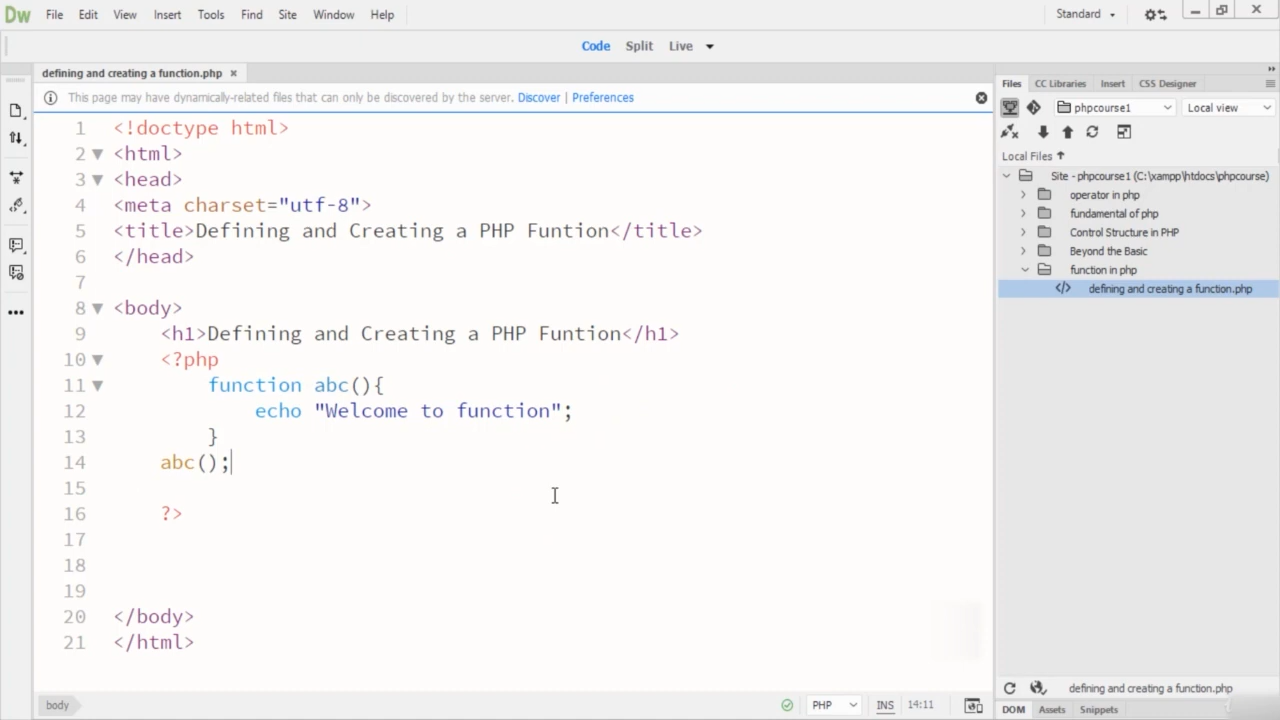 Dw File Edit View Insert Tools Find Site Window Help Standard
Code Split Live
defining and creating a function.php ×
This page may have dynamically-related files that can only be discovered by the server. Discover | Preferences
1 <!doctype html>
2 <html>
3 <head>
4 <meta charset="utf-8">
5 <title>Defining and Creating a PHP Funtion</title>
6 </head>
7
8 <body>
9 <h1>Defining and Creating a PHP Funtion</h1>
10 <?php
11 function abc(){
12 echo "Welcome to function";
13 }
14 abc();
15
16 ?>
17
18
19
20 </body>
21 </html>
body PHP INS 14:11
Files CC Libraries Insert CSS Designer
phpcourse1 Local view
Local Files
Site - phpcourse1 (C:\xampp\htdocs\phpcourse)
operator in php
fundamental of php
Control Structure in PHP
Beyond the Basic
function in php
defining and creating a function.php
defining and creating a function.php
DOM Assets Snippets